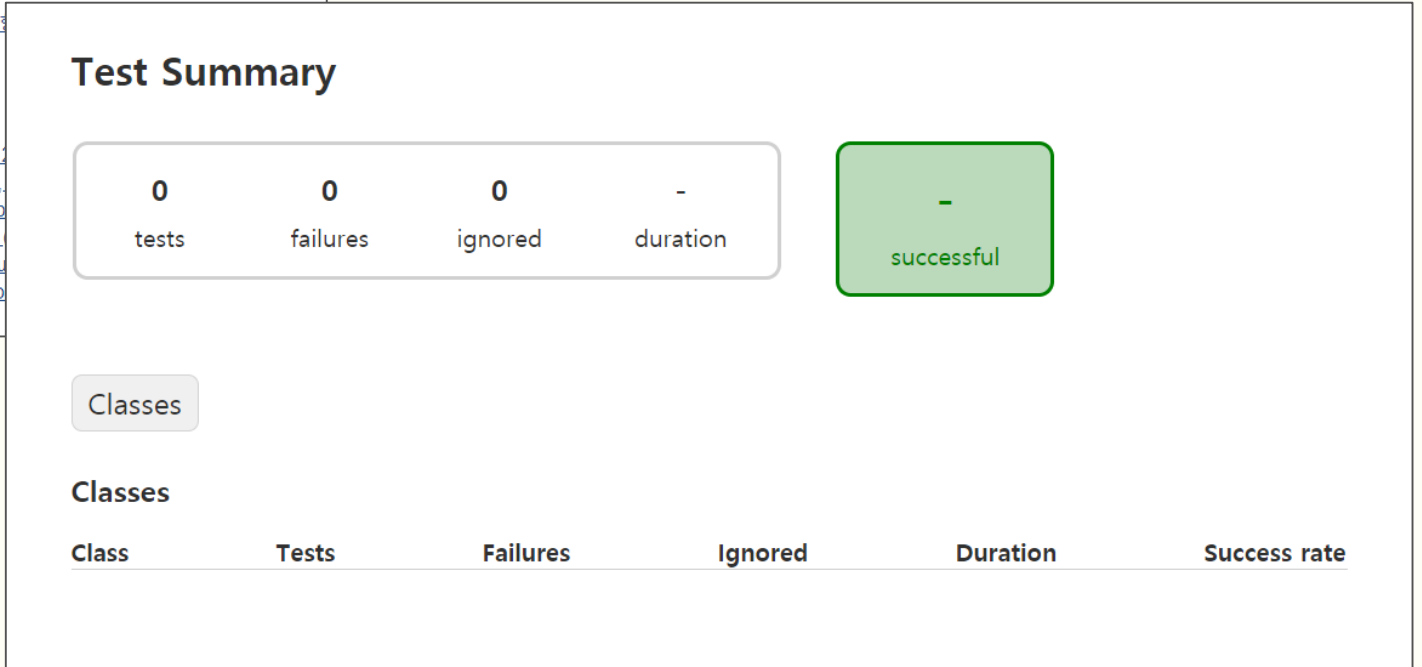 Test Summary
0 0 0 -
tests failures ignored duration
-
successful
Classes
Classes
Class Tests Failures Ignored Duration Success rate